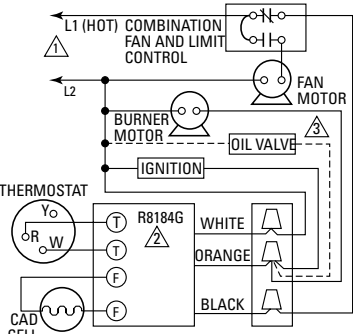 L1 (HOT)
COMBINATION
FAN AND LIMIT
CONTROL
1
L2
FAN
MOTOR
BURNER
MOTOR
3
OIL VALVE
IGNITION
THERMOSTAT
Y
R
W
T
T
F
F
R8184G
2
WHITE
ORANGE
BLACK
CAD
CELL